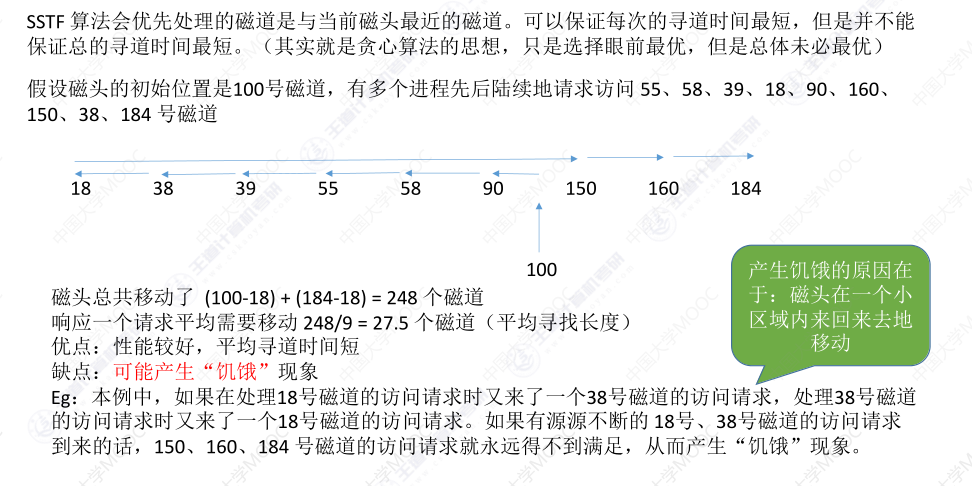 SSTF 算法会优先处理的磁道是与当前磁头最近的磁道。可以保证每次的寻道时间最短，但是并不能
保证总的寻道时间最短。（其实就是贪心算法的思想，只是选择眼前最优，但是总体未必最优）
假设磁头的初始位置是100号磁道，有多个进程先后陆续地请求访问 55、58、39、18、90、160、
150、38、184 号磁道
18 38 39 55 58 90 150 160 184
100
产生饥饿的原因在
于：磁头在一个小
区域内来回来去地
移动
磁头总共移动了 (100-18) + (184-18) = 248 个磁道
响应一个请求平均需要移动 248/9 = 27.5 个磁道（平均寻找长度）
优点：性能较好，平均寻道时间短
缺点：可能产生“饥饿”现象
Eg：本例中，如果在处理18号磁道的访问请求时又来了一个38号磁道的访问请求，处理38号磁道
的访问请求时又来了一个18号磁道的访问请求。如果有源源不断的 18号、38号磁道的访问请求
到来的话，150、160、184 号磁道的访问请求就永远得不到满足，从而产生“饥饿”现象。
中国大学MOOC
王道计算机考研